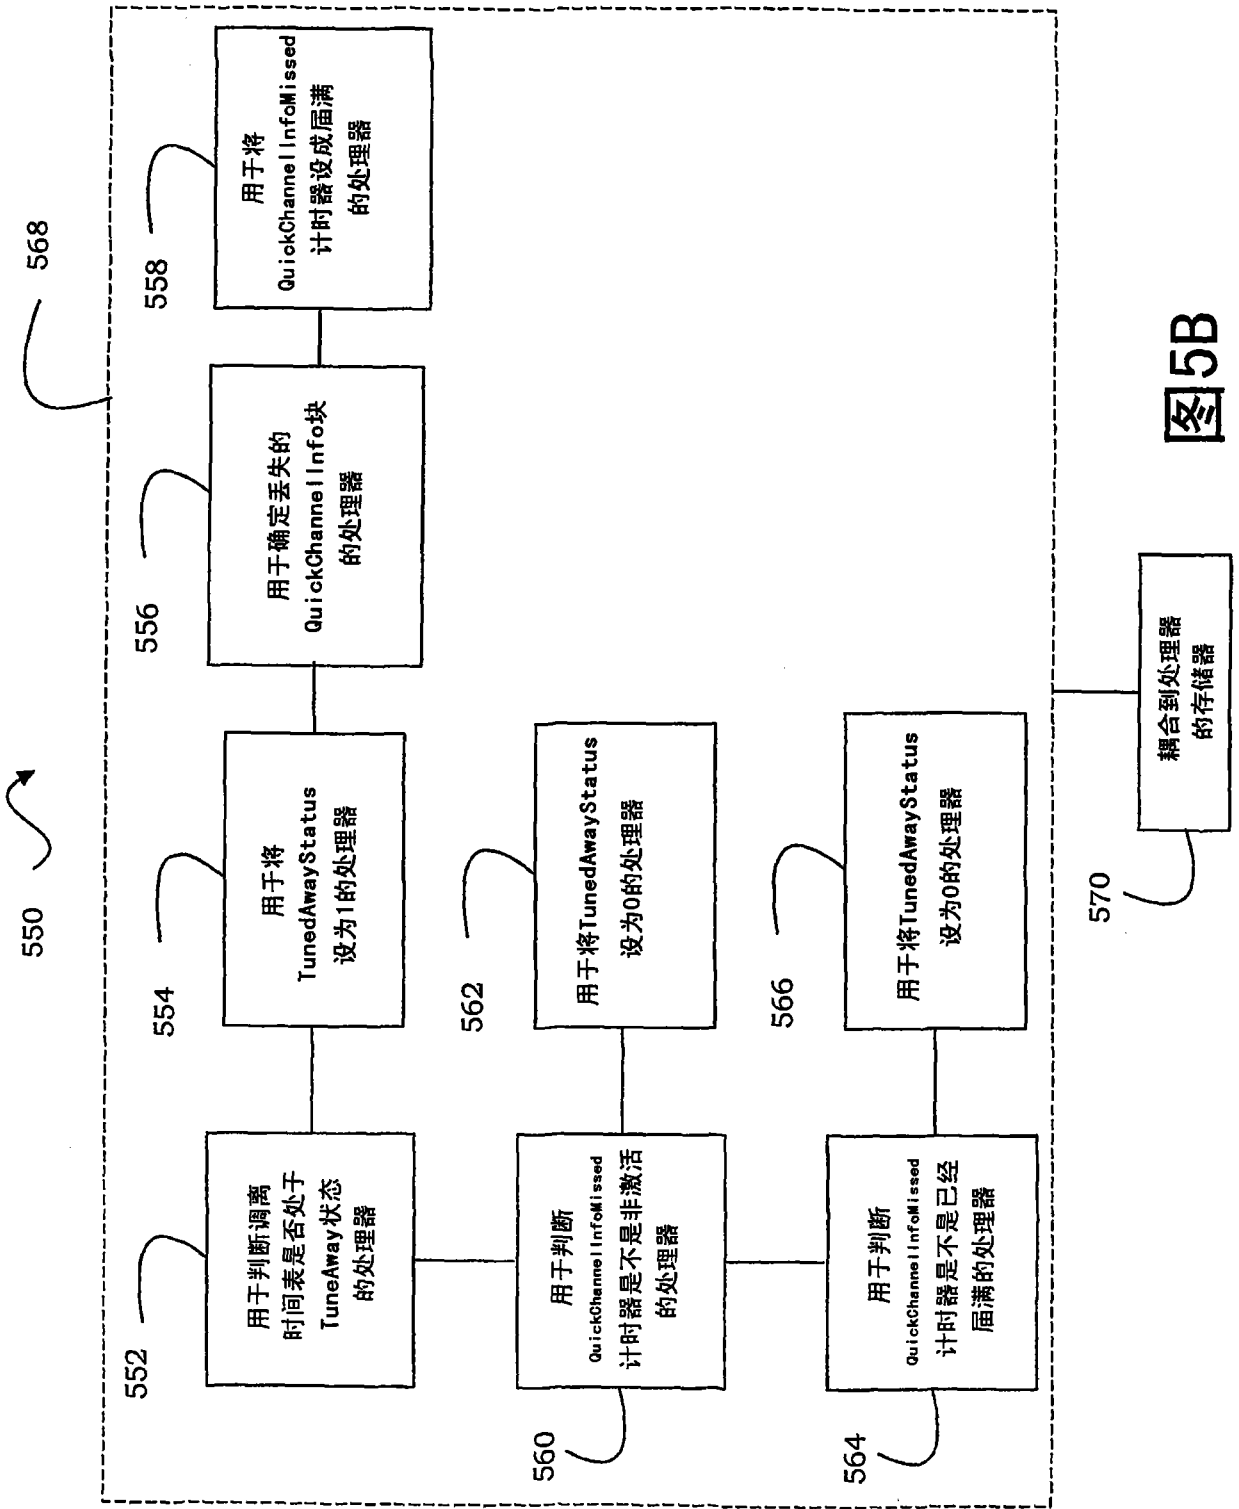 550
568
552
用于判断调离
时间表是否处于
TuneAway状态
的处理器
554
用于将
TunedAwayStatus
设为1的处理器
556
用于确定丢失的
QuickChannelInfo块
的处理器
558
用于将
QuickChannelInfoMissed
计时器设成届满
的处理器
560
用于判断
QuickChannelInfoMissed
计时器是不是非激活
的处理器
562
用于将TunedAwayStatus
设为0的处理器
564
用于判断
QuickChannelInfoMissed
计时器是不是已经
届满的处理器
566
用于将TunedAwayStatus
设为0的处理器
570
耦合到处理器
的存储器
图5B